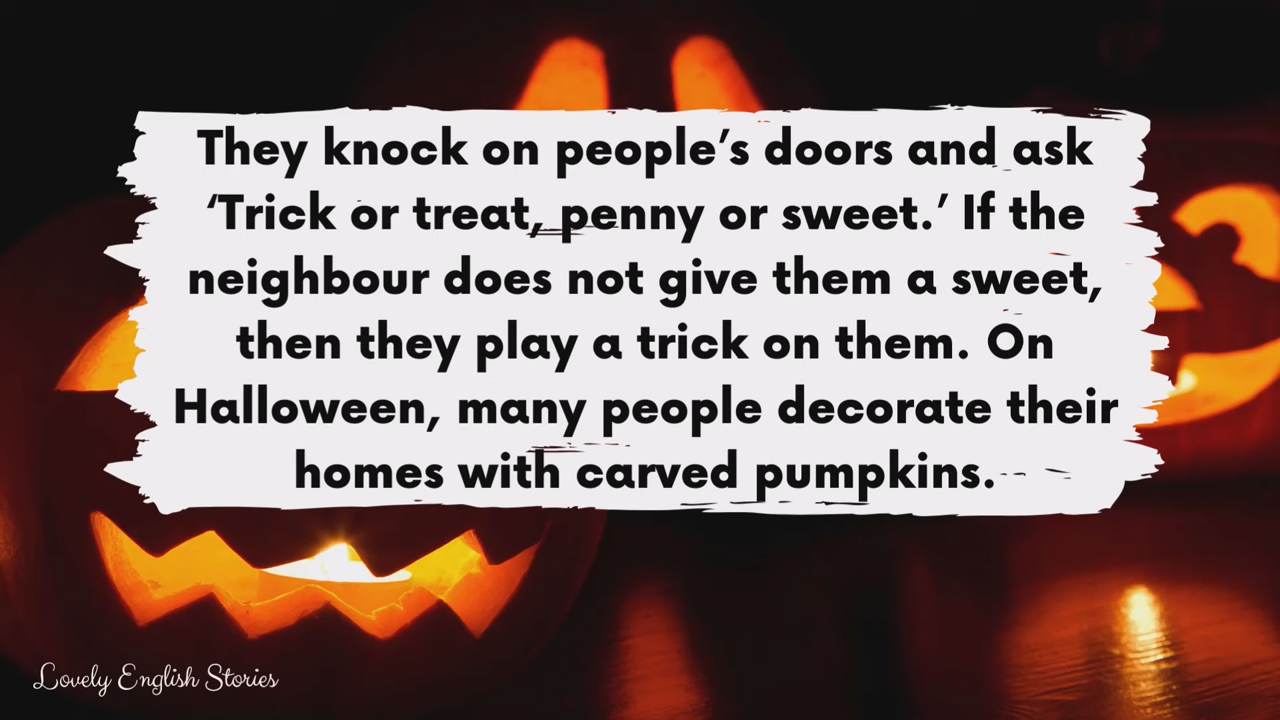 They knock on people’s doors and ask
‘Trick or treat, penny or sweet.’ If the
neighbour does not give them a sweet,
then they play a trick on them. On
Halloween, many people decorate their
homes with carved pumpkins.
Lovely English Stories